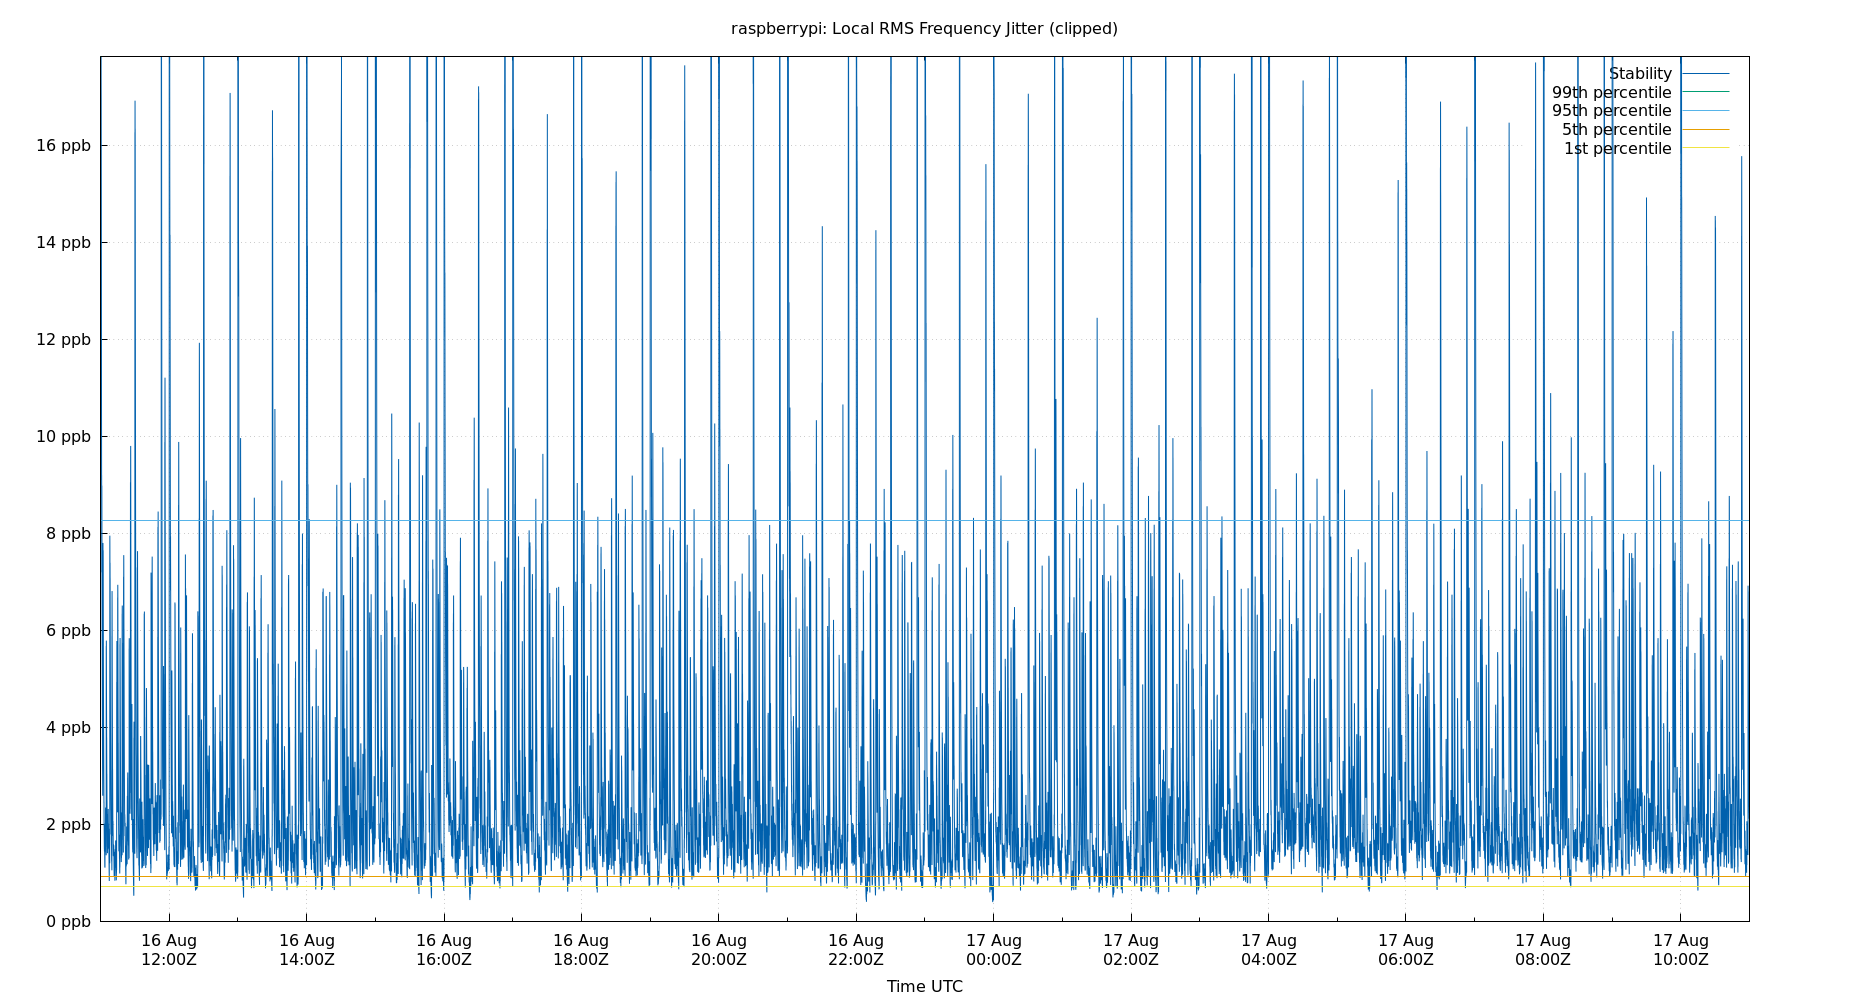 raspberrypi: Local RMS Frequency Jitter (clipped)
Stability
99th percentile
95th percentile
5th percentile
1st percentile
16 ppb
14 ppb
12 ppb
10 ppb
8 ppb
6 ppb
4 ppb
2 ppb
0 ppb
16 Aug 16 Aug 16 Aug 16 Aug 16 Aug 16 Aug 17 Aug 17 Aug 17 Aug 17 Aug 17 Aug 17 Aug
12:00Z 14:00Z 16:00Z 18:00Z 20:00Z 22:00Z 00:00Z 02:00Z 04:00Z 06:00Z 08:00Z 10:00Z
Time UTC